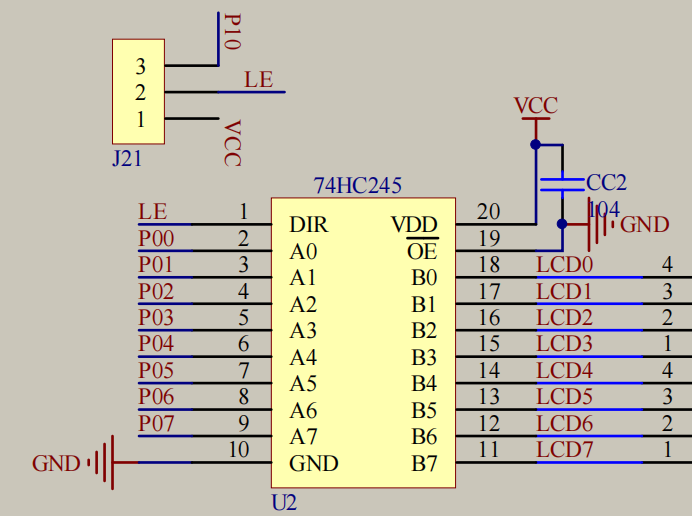 P10
3
2 LE
1
VCC
J21
VCC
CC2
104
GND
74HC245
LE 1 DIR VDD 20
P00 2 A0 OE 19
P01 3 A1 B0 18 LCD0 4
P02 4 A2 B1 17 LCD1 3
P03 5 A3 B2 16 LCD2 2
P04 6 A4 B3 15 LCD3 1
P05 7 A5 B4 14 LCD4 4
P06 8 A6 B5 13 LCD5 3
P07 9 A7 B6 12 LCD6 2
GND 10 GND B7 11 LCD7 1
U2